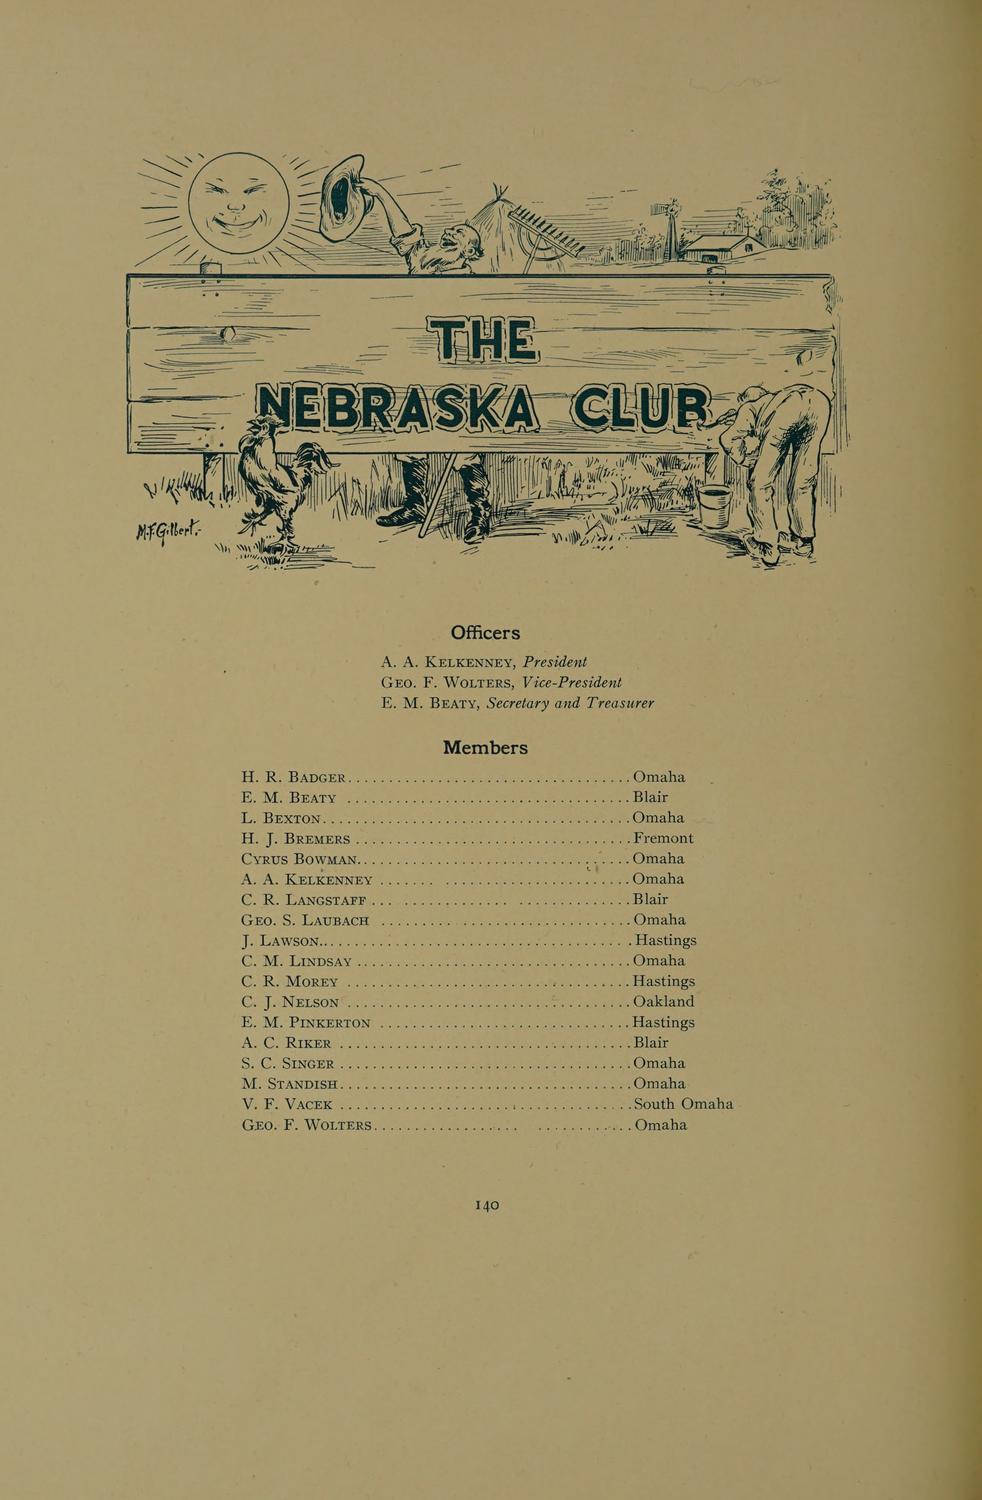 THE
NEBRASKA CLUB
M.F.Gilbert.
Officers
A. A. KELKENNEY, President
GEO. F. WOLTERS, Vice-President
E. M. BEATY, Secretary and Treasurer
Members
H. R. BADGER..................................Omaha
E. M. BEATY ..................................Blair
L. BEXTON.....................................Omaha
H. J. BREMERS .................................Fremont
CYRUS BOWMAN.................................Omaha
A. A. KELKENNEY ....... .......................Omaha
C. R. LANGSTAFF ... ............. ..............Blair
GEO. S. LAUBACH ..............................Omaha
J. LAWSON......................................Hastings
C. M. LINDSAY .................................Omaha
C. R. MOREY ..................................Hastings
C. J. NELSON ..................................Oakland
E. M. PINKERTON ..............................Hastings
A. C. RIKER ...................................Blair
S. C. SINGER ...................................Omaha
M. STANDISH...................................Omaha
V. F. VACEK ...................................South Omaha
GEO. F. WOLTERS.................. ............Omaha
140